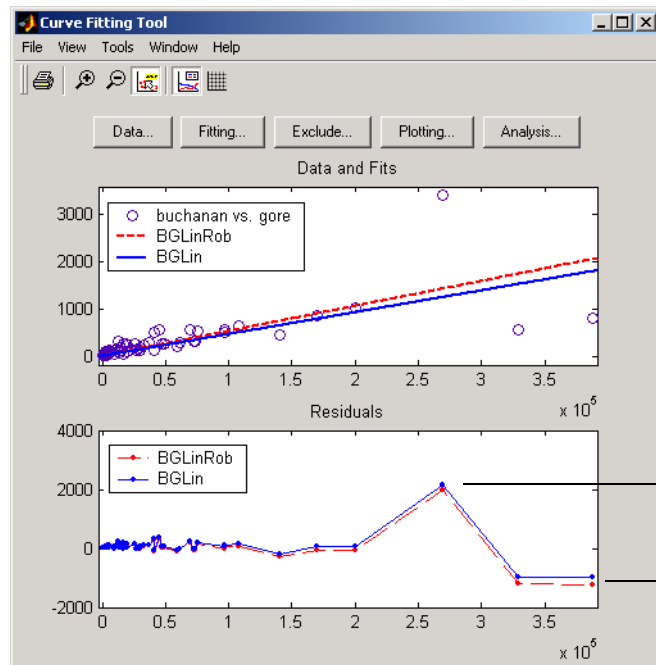 Curve Fitting Tool
File View Tools Window Help
Data... Fitting... Exclude... Plotting... Analysis...
Data and Fits
3000
2000
1000
0
buchanan vs. gore
BGLinRob
BGLin
0 0.5 1 1.5 2 2.5 3 3.5
x 10^5
Residuals
4000
2000
0
-2000
BGLinRob
BGLin
0 0.5 1 1.5 2 2.5 3 3.5
x 10^5